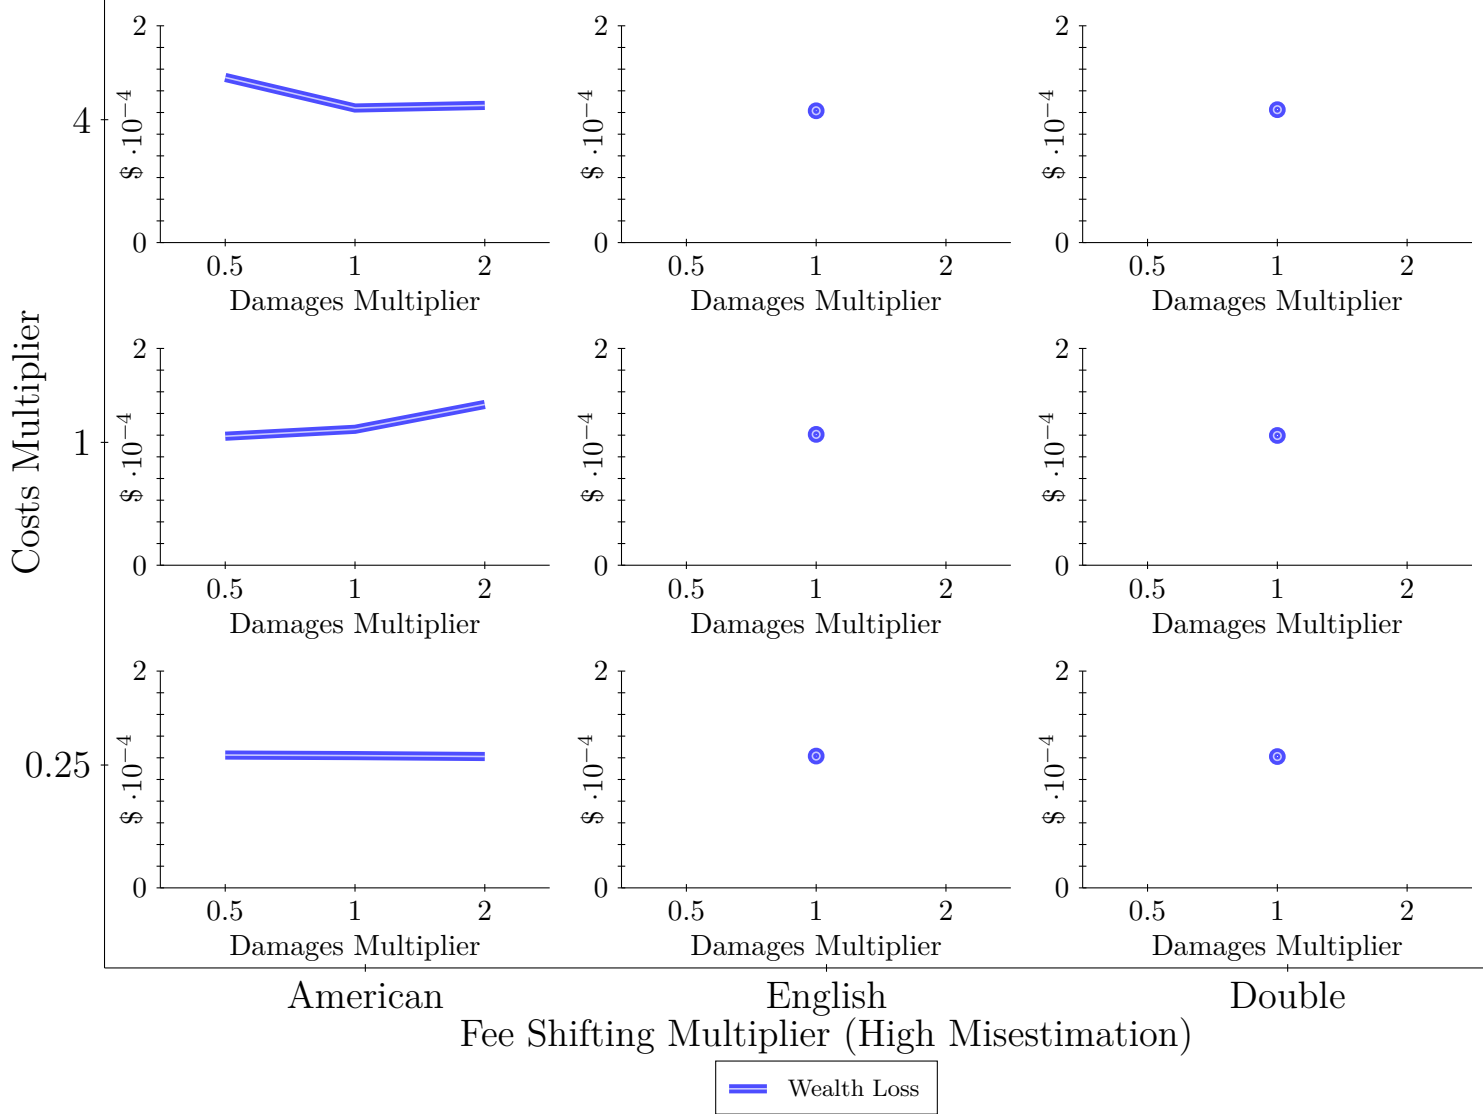 2
2
2
$ ·10−4
$ ·10−4
$ ·10−4
4
0
0
0
0.5 1 2
0.5 1 2
0.5 1 2
Damages Multiplier
Damages Multiplier
Damages Multiplier
Costs Multiplier
2
2
2
$ ·10−4
$ ·10−4
$ ·10−4
1
0
0
0
0.5 1 2
0.5 1 2
0.5 1 2
Damages Multiplier
Damages Multiplier
Damages Multiplier
2
2
2
$ ·10−4
$ ·10−4
$ ·10−4
0.25
0
0
0
0.5 1 2
0.5 1 2
0.5 1 2
Damages Multiplier
Damages Multiplier
Damages Multiplier
American English Double
Fee Shifting Multiplier (High Misestimation)
Wealth Loss